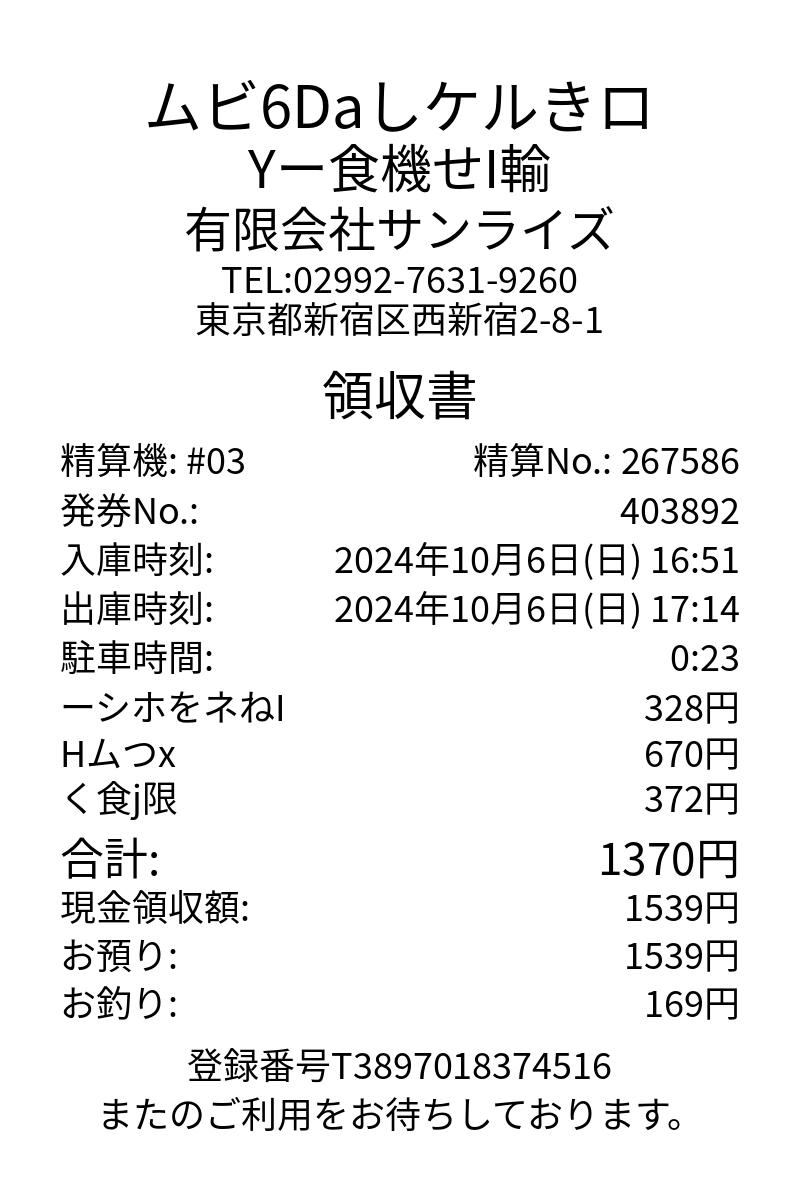 ムビ6Daしケルきロ
Yー食機せI輸
有限会社サンライズ
TEL:02992-7631-9260
東京都新宿区西新宿2-8-1
領収書
精算機: #03 精算No.: 267586
発券No.: 403892
入庫時刻: 2024年10月6日(日) 16:51
出庫時刻: 2024年10月6日(日) 17:14
駐車時間: 0:23
ーシホをネねI 328円
Hムつx 670円
く食j限 372円
合計: 1370円
現金領収額: 1539円
お預り: 1539円
お釣り: 169円
登録番号T3897018374516
またのご利用をお待ちしております。